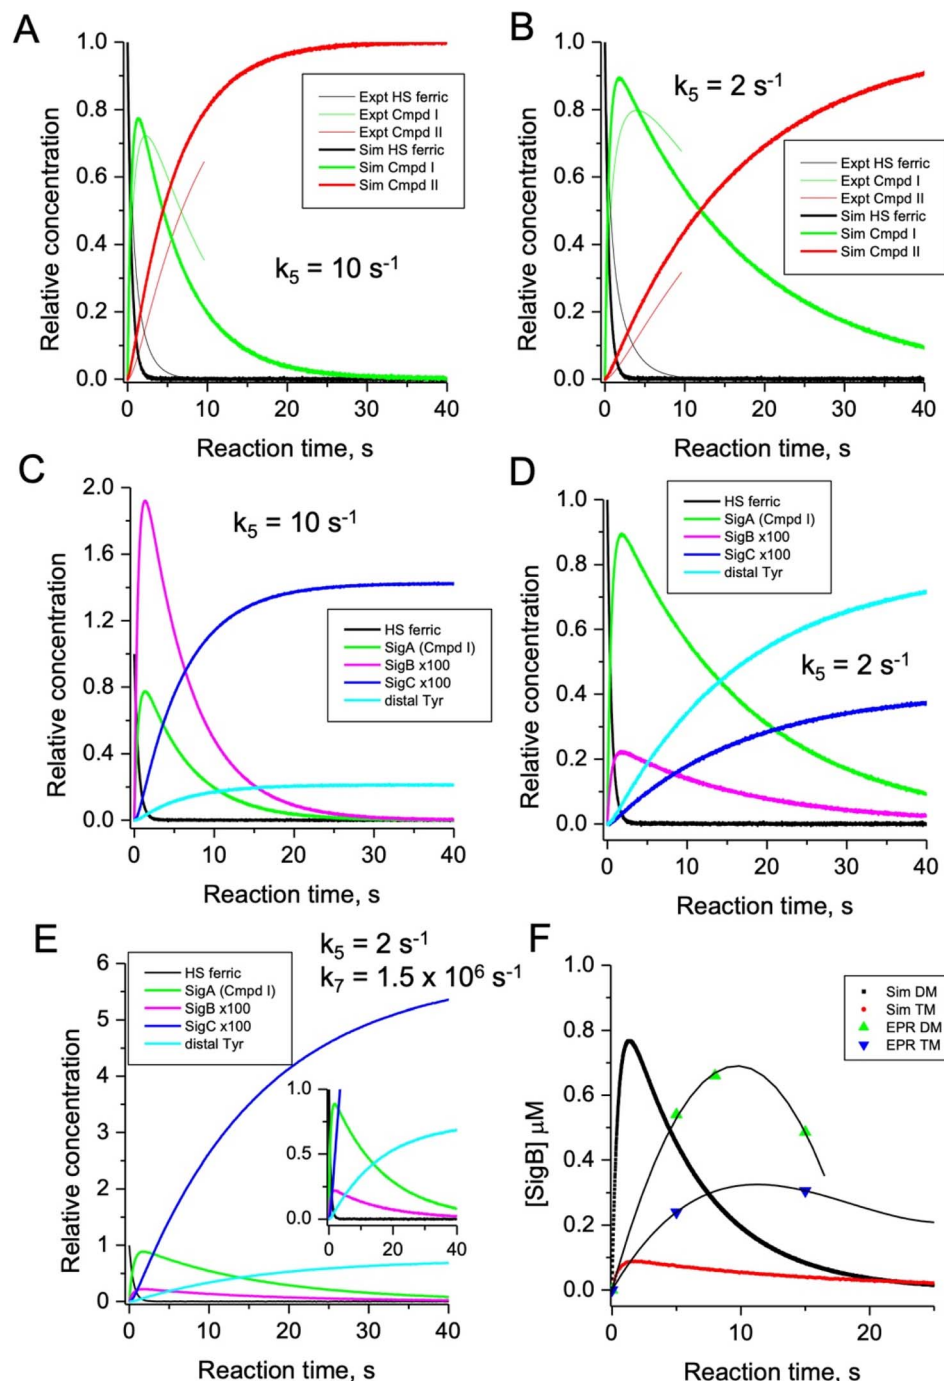 A
Relative concentration
1.0
0.8
0.6
0.4
0.2
0.0
Expt HS ferric
Expt Cmpd I
Expt Cmpd II
Sim HS ferric
Sim Cmpd I
Sim Cmpd II
k5 = 10 s-1
0 10 20 30 40
Reaction time, s
B
Relative concentration
1.0
0.8
0.6
0.4
0.2
0.0
k5 = 2 s-1
Expt HS ferric
Expt Cmpd I
Expt Cmpd II
Sim HS ferric
Sim Cmpd I
Sim Cmpd II
0 10 20 30 40
Reaction time, s
C
Relative concentration
2.0
1.6
1.2
0.8
0.4
0.0
k5 = 10 s-1
HS ferric
SigA (Cmpd I)
SigB x100
SigC x100
distal Tyr
0 10 20 30 40
Reaction time, s
D
Relative concentration
1.0
0.8
0.6
0.4
0.2
0.0
HS ferric
SigA (Cmpd I)
SigB x100
SigC x100
distal Tyr
k5 = 2 s-1
0 10 20 30 40
Reaction time, s
E
k5 = 2 s-1
k7 = 1.5 x 10^6 s-1
Relative concentration
6
5
4
3
2
1
0
HS ferric
SigA (Cmpd I)
SigB x100
SigC x100
distal Tyr
1.0
0.5
0.0
0 20 40
0 10 20 30 40
Reaction time, s
F
[SigB] μM
1.0
0.8
0.6
0.4
0.2
0.0
Sim DM
Sim TM
EPR DM
EPR TM
0 10 20
Reaction time, s